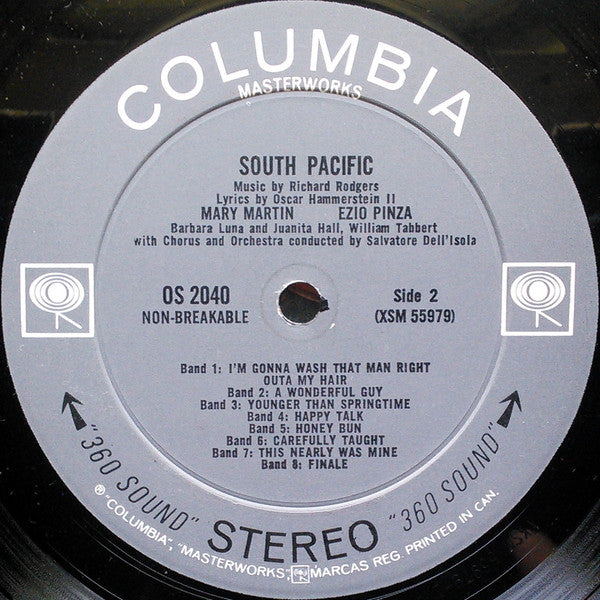 COLUMBIA
MASTERWORKS
SOUTH PACIFIC
Music by Richard Rodgers
Lyrics by Oscar Hammerstein II
MARY MARTIN EZIO PINZA
Barbara Luna and Juanita Hall, William Tabbert
with Chorus and Orchestra conducted by Salvatore Dell'Isola
OS 2040
NON-BREAKABLE
Side 2
(XSM 55979)
Band 1: I'M GONNA WASH THAT MAN RIGHT
OUTA MY HAIR
Band 2: A WONDERFUL GUY
Band 3: YOUNGER THAN SPRINGTIME
Band 4: HAPPY TALK
Band 5: HONEY BUN
Band 6: CAREFULLY TAUGHT
Band 7: THIS NEARLY WAS MINE
Band 8: FINALE
"360 SOUND" STEREO "360 SOUND"
® "COLUMBIA", "MASTERWORKS", MARCAS REG. PRINTED IN CAN.